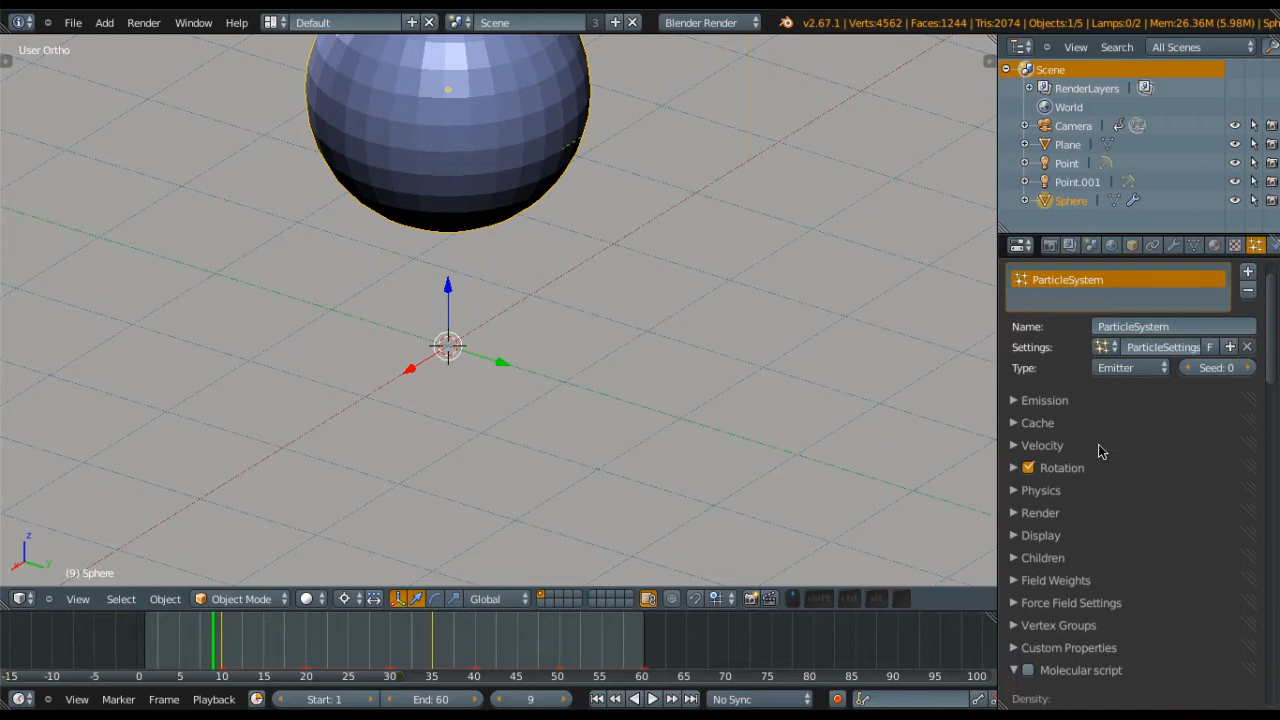 File Add Render Window Help Default Scene 3 Blender Render v2.67.1 | Verts:4562 | Faces:1244 | Tris:2074 | Objects:1/5 | Lamps:0/2 | Mem:26.36M (5.98M) | Sphere
User Ortho
View Search All Scenes
Scene
RenderLayers
World
Camera
Plane
Point
Point.001
Sphere
ParticleSystem
Name: ParticleSystem
Settings: ParticleSettings F
Type: Emitter Seed: 0
Emission
Cache
Velocity
Rotation
Physics
Render
Display
Children
Field Weights
Force Field Settings
Vertex Groups
Custom Properties
Molecular script
Density:
z
x
y
(9) Sphere
View Select Object Object Mode Global shift ctrl alt
-15 -10 -5 0 5 10 15 20 25 30 35 40 45 50 55 60 65 70 75 80 85 90 95 100
View Marker Frame Playback Start: 1 End: 60 9 No Sync